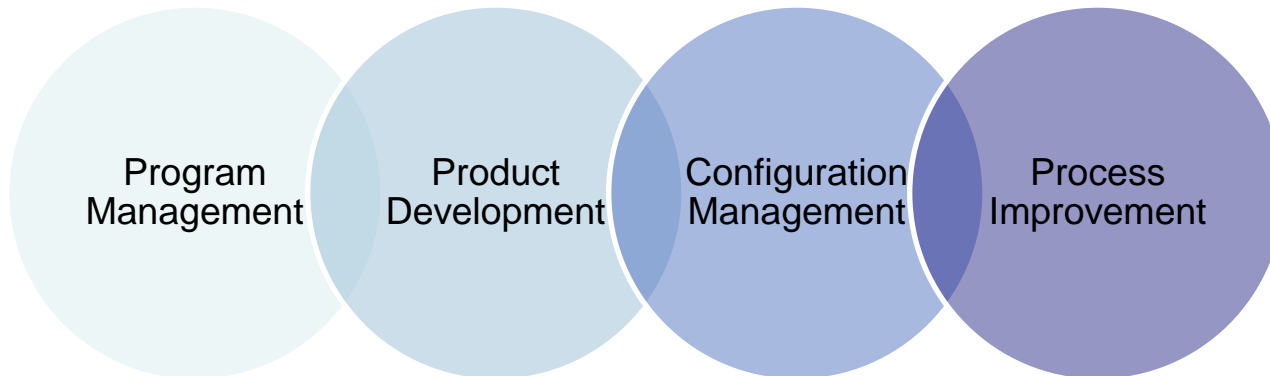 Program
Management
Product
Development
Configuration
Management
Process
Improvement